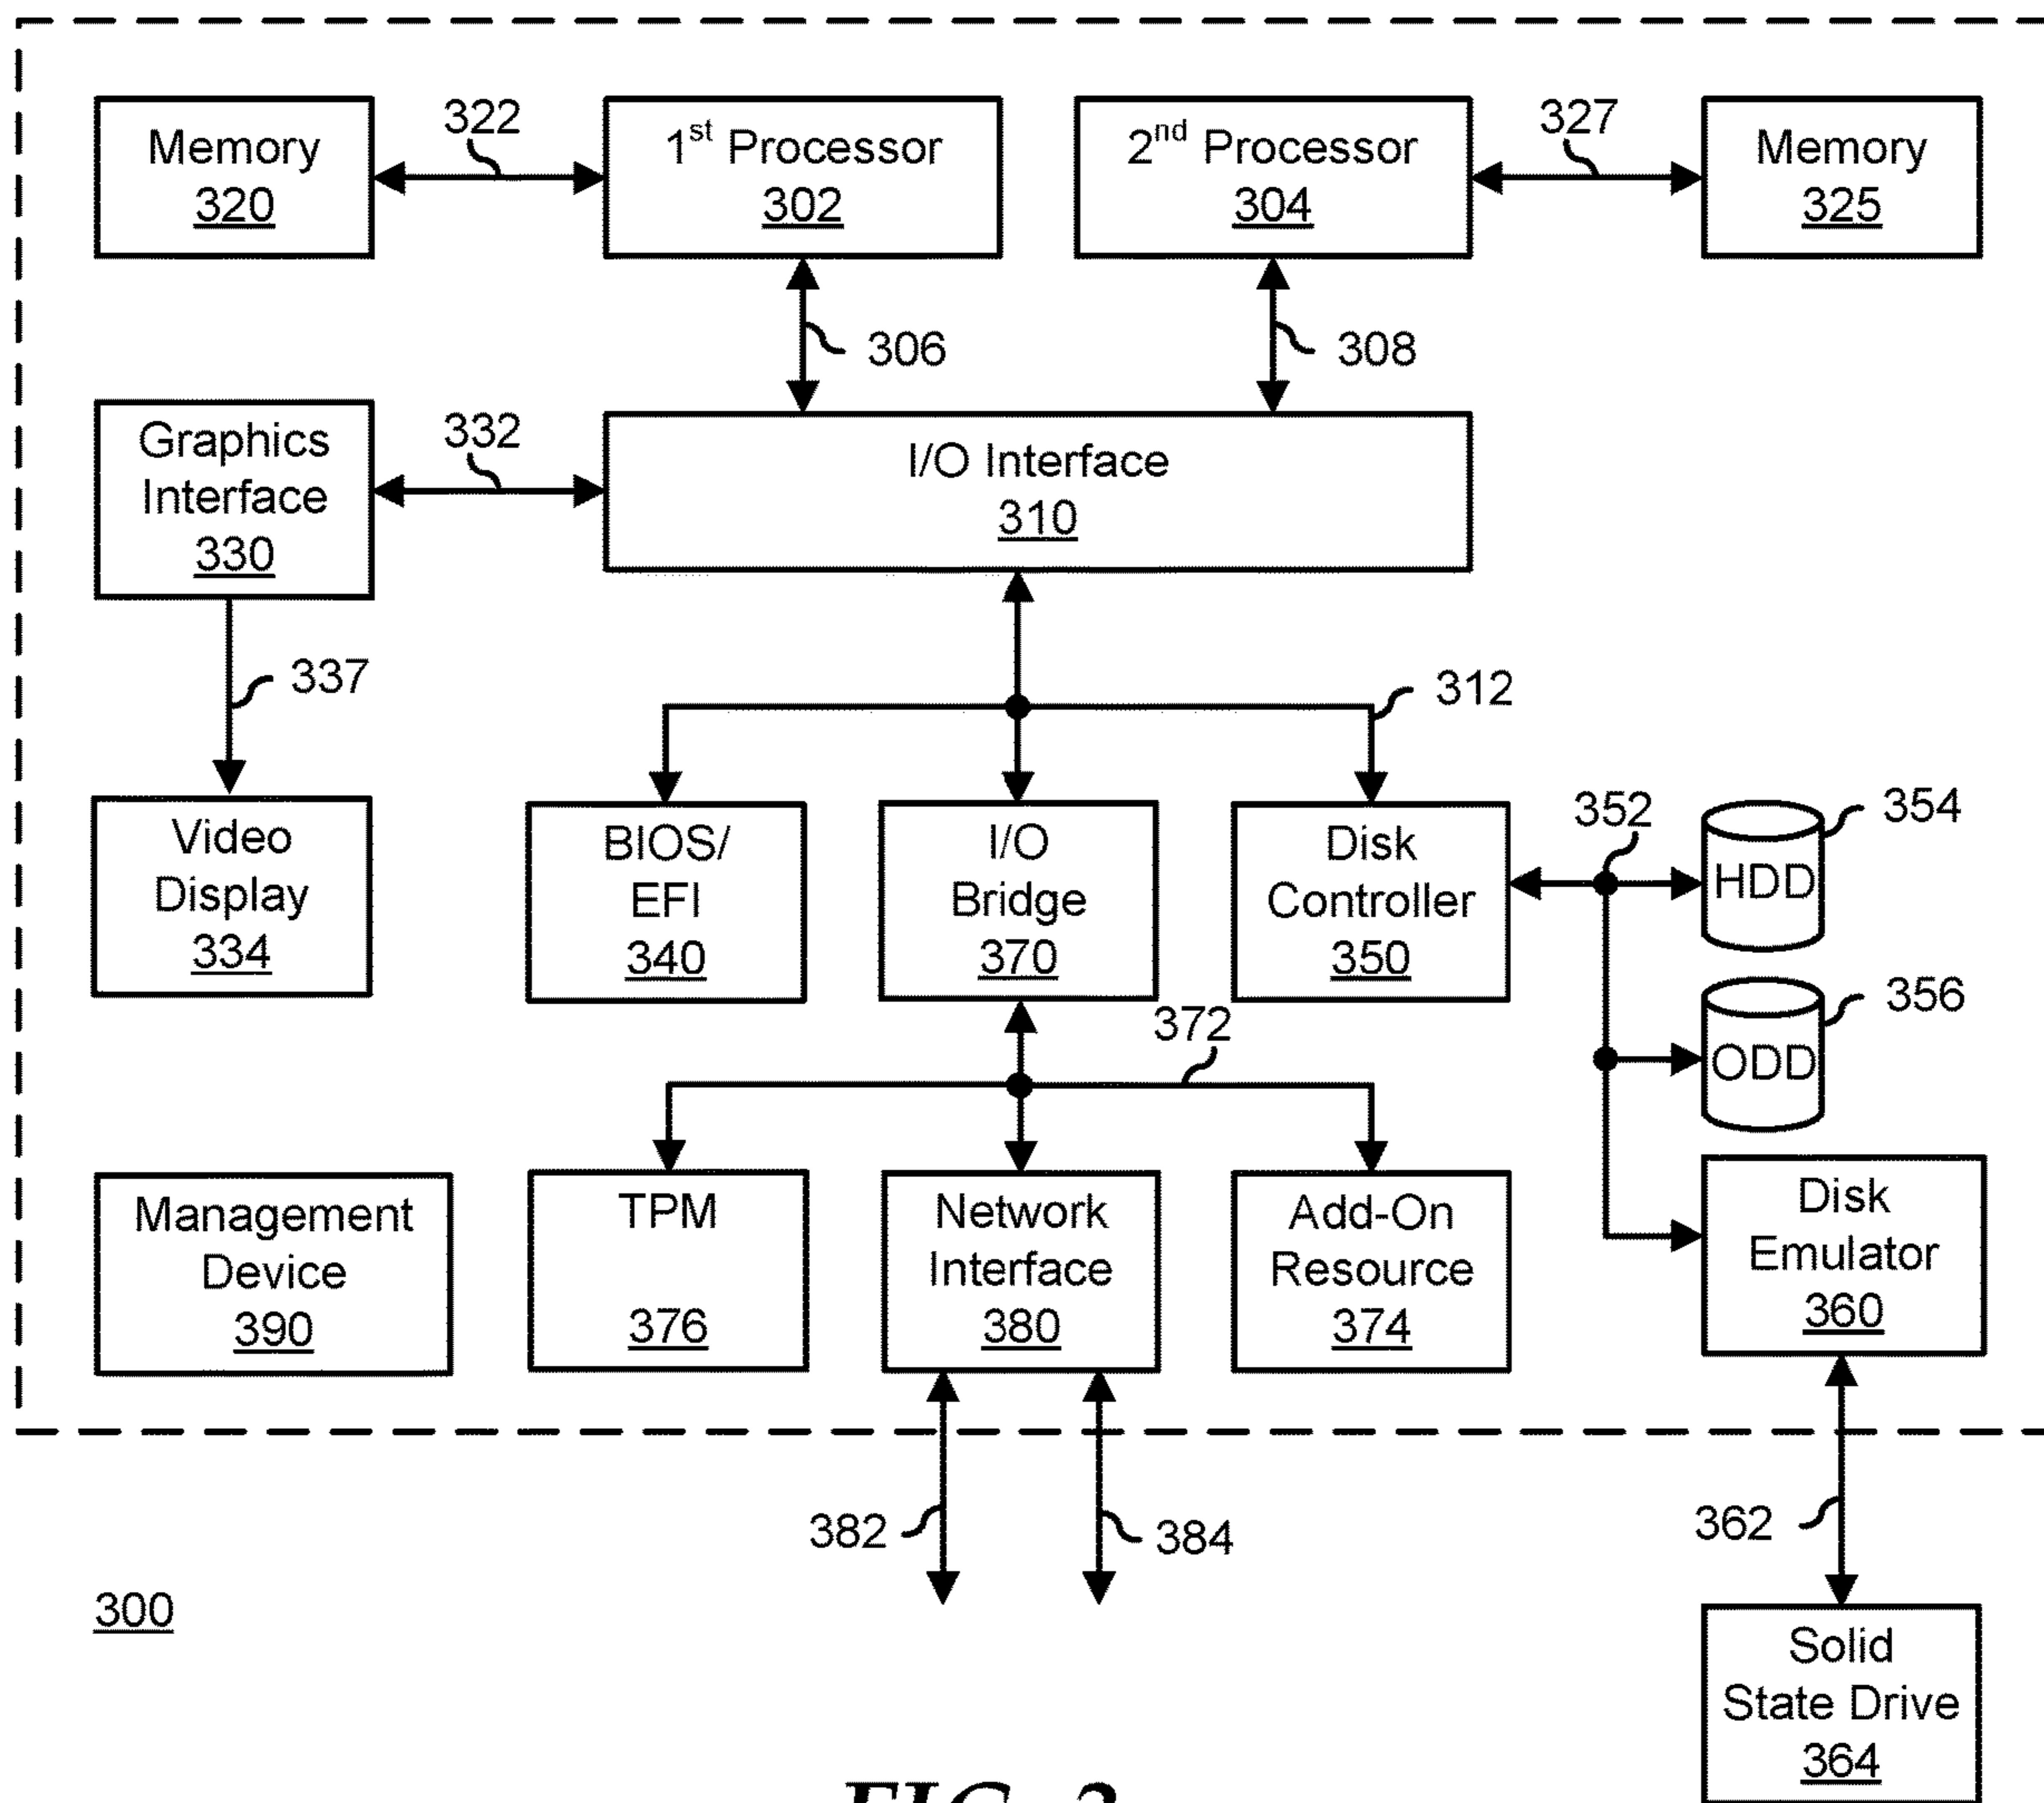 Memory
320
322
1st Processor
302
2nd Processor
304
327
Memory
325
306
308
Graphics
Interface
330
332
I/O Interface
310
337
312
Video
Display
334
BIOS/
EFI
340
I/O
Bridge
370
Disk
Controller
350
352
354
HDD
356
ODD
372
Management
Device
390
TPM
376
Network
Interface
380
Add-On
Resource
374
Disk
Emulator
360
382
384
362
300
Solid
State Drive
364